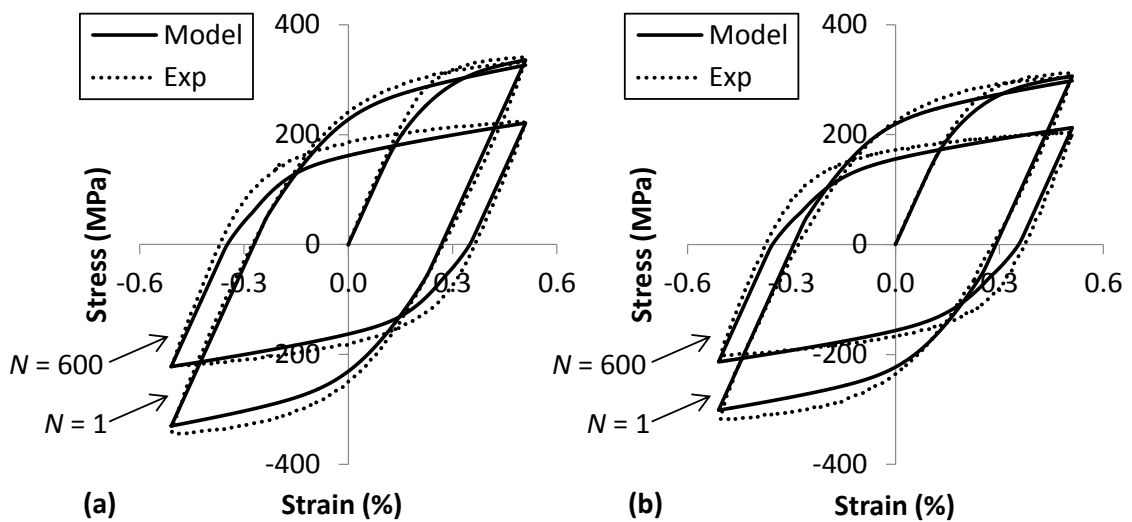 Model
Exp
400
200
0
-200
-400
-0.6
-0.3
0.0
0.3
0.6
Stress (MPa)
N = 600
N = 1
(a)
Strain (%)
Model
Exp
400
200
0
-200
-400
-0.6
-0.3
0.0
0.3
0.6
Stress (MPa)
N = 600
N = 1
(b)
Strain (%)